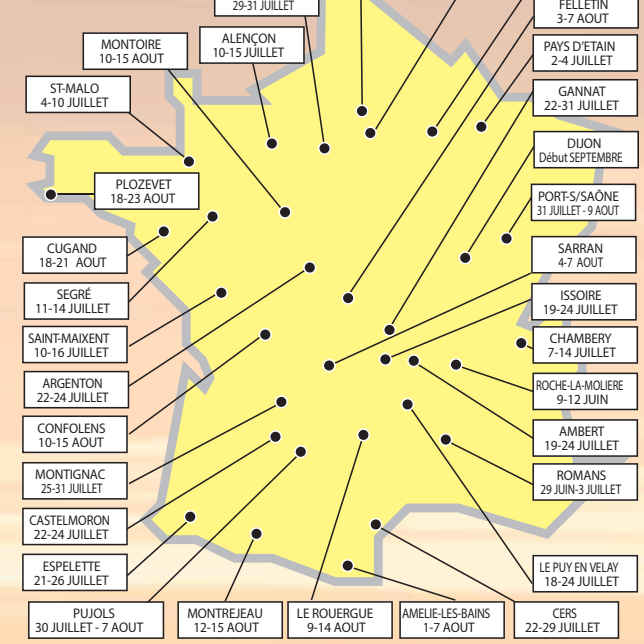 29-31 JUILLET
FELLETIN
3-7 AOUT
MONTOIRE
10-15 AOUT
ALENÇON
10-15 JUILLET
PAYS D'ETAIN
2-4 JUILLET
ST-MALO
4-10 JUILLET
GANNAT
22-31 JUILLET
DIJON
Début SEPTEMBRE
PLOZEVET
18-23 AOUT
PORT-S/SAÔNE
31 JUILLET - 9 AOUT
CUGAND
18-21 AOUT
SARRAN
4-7 AOUT
SEGRÉ
11-14 JUILLET
ISSOIRE
19-24 JUILLET
SAINT-MAIXENT
10-16 JUILLET
CHAMBERY
7-14 JUILLET
ARGENTON
22-24 JUILLET
ROCHE-LA-MOLIERE
9-12 JUIN
CONFOLENS
10-15 AOUT
AMBERT
19-24 JUILLET
MONTIGNAC
25-31 JUILLET
ROMANS
29 JUIN-3 JUILLET
CASTELMORON
22-24 JUILLET
ESPELETTE
21-26 JUILLET
LE PUY EN VELAY
18-24 JUILLET
PUJOLS
30 JUILLET - 7 AOUT
MONTREJEAU
12-15 AOUT
LE ROUERGUE
9-14 AOUT
AMELIE-LES-BAINS
1-7 AOUT
CERS
22-29 JUILLET